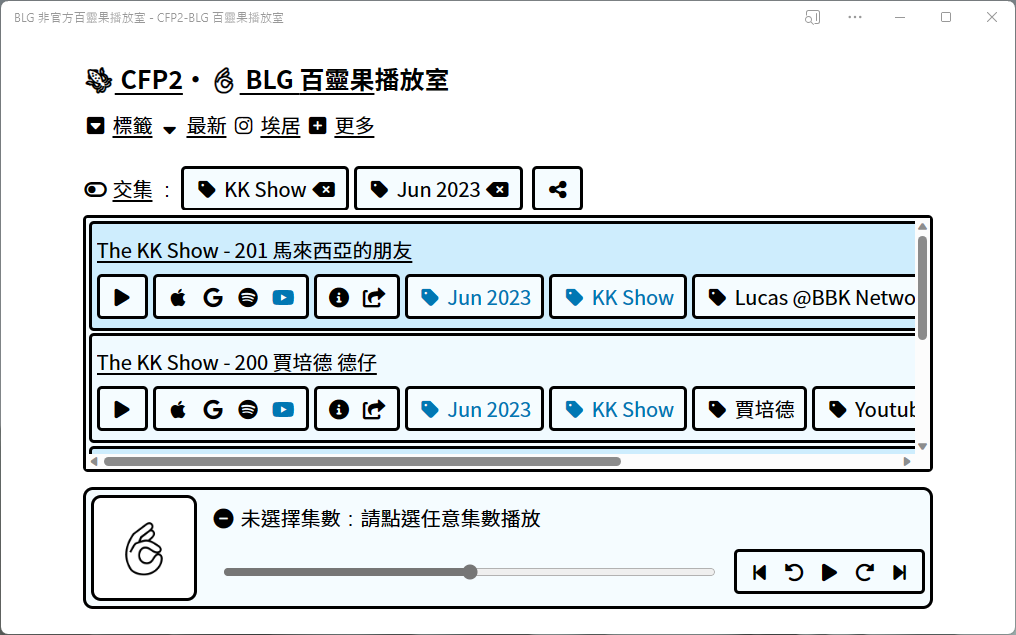 BLG 非官方百靈果播放室 - CFP2-BLG 百靈果播放室
CFP2・ BLG 百靈果播放室
標籤 最新 埃居 更多
交集 : KK Show Jun 2023
The KK Show - 201 馬來西亞的朋友
Jun 2023 KK Show Lucas @BBK Netwo
The KK Show - 200 賈培德 德仔
Jun 2023 KK Show 賈培德 Youtub
未選擇集數：請點選任意集數播放